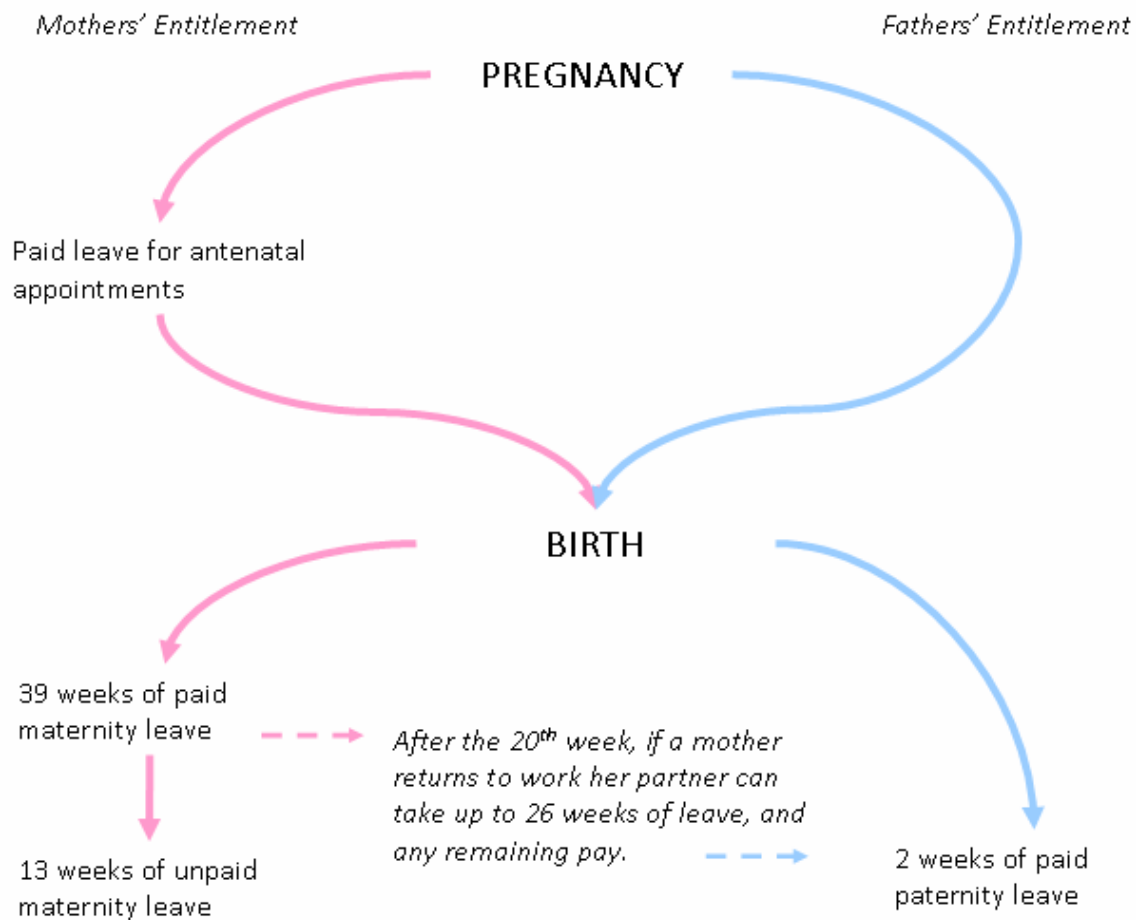 Mothers' Entitlement
Fathers' Entitlement
PREGNANCY
Paid leave for antenatal
appointments
BIRTH
39 weeks of paid
maternity leave
After the 20th week, if a mother
returns to work her partner can
take up to 26 weeks of leave, and
any remaining pay.
13 weeks of unpaid
maternity leave
2 weeks of paid
paternity leave